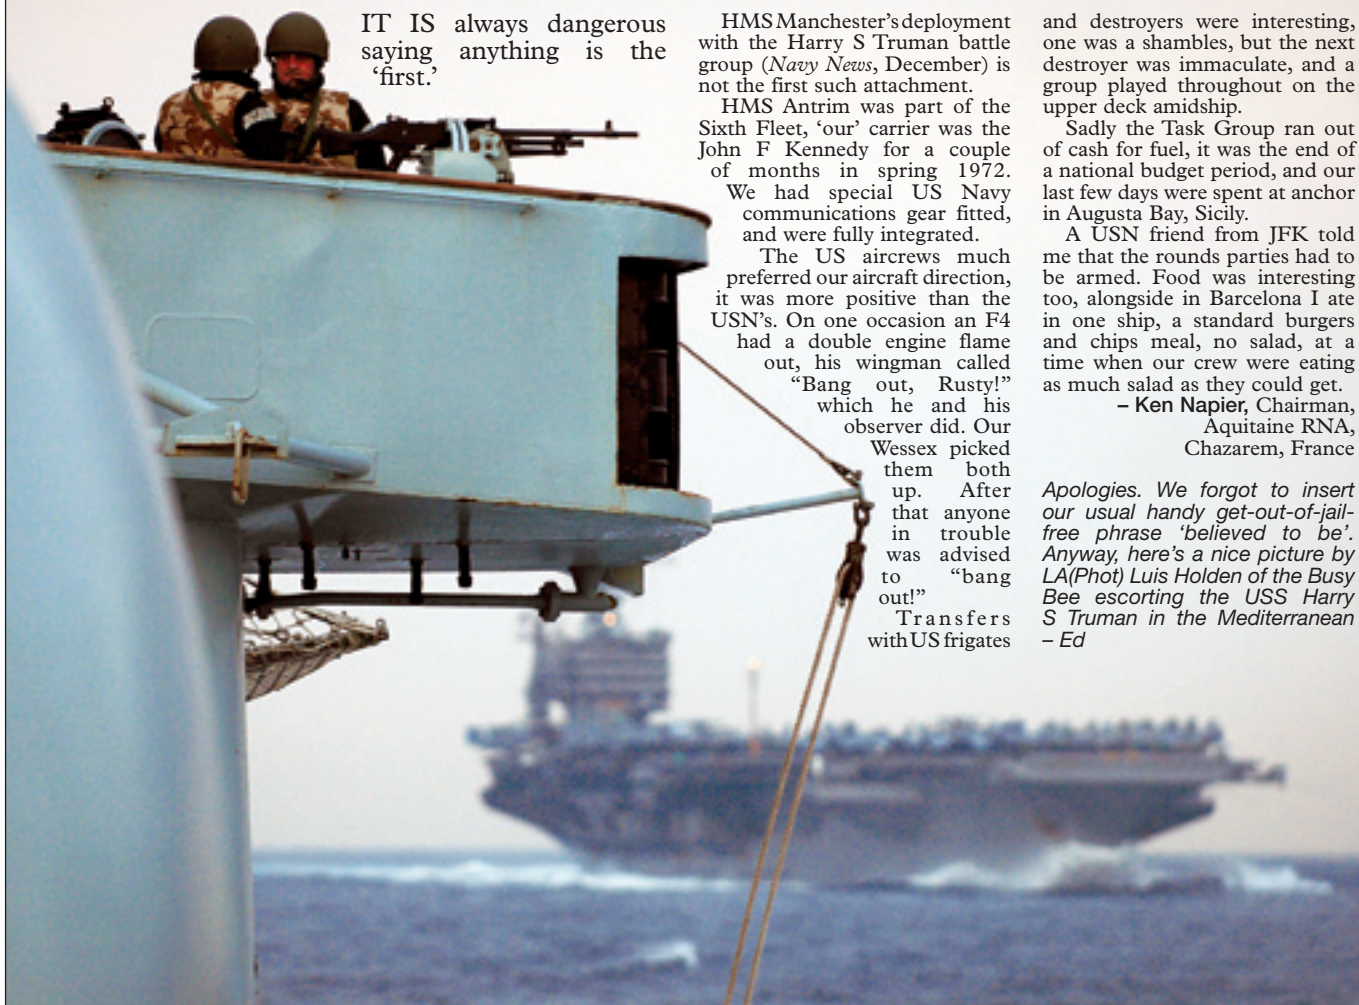 IT IS always dangerous
saying anything is the
‘first.’
HMS Manchester’s deployment
with the Harry S Truman battle
group (Navy News, December) is
not the first such attachment.
HMS Antrim was part of the
Sixth Fleet, ‘our’ carrier was the
John F Kennedy for a couple
of months in spring 1972.
We had special US Navy
communications gear fitted,
and were fully integrated.
The US aircrews much
preferred our aircraft direction,
it was more positive than the
USN’s. On one occasion an F4
had a double engine flame
out, his wingman called
“Bang out, Rusty!”
which he and his
observer did. Our
Wessex picked
them both
up. After
that anyone
in trouble
was advised
to “bang
out!”
Transfers
with US frigates
and destroyers were interesting,
one was a shambles, but the next
destroyer was immaculate, and a
group played throughout on the
upper deck amidship.
Sadly the Task Group ran out
of cash for fuel, it was the end of
a national budget period, and our
last few days were spent at anchor
in Augusta Bay, Sicily.
A USN friend from JFK told
me that the rounds parties had to
be armed. Food was interesting
too, alongside in Barcelona I ate
in one ship, a standard burgers
and chips meal, no salad, at a
time when our crew were eating
as much salad as they could get.
– Ken Napier, Chairman,
Aquitaine RNA,
Chazarem, France
Apologies. We forgot to insert
our usual handy get-out-of-jail-
free phrase ‘believed to be’.
Anyway, here’s a nice picture by
LA(Phot) Luis Holden of the Busy
Bee escorting the USS Harry
S Truman in the Mediterranean
– Ed